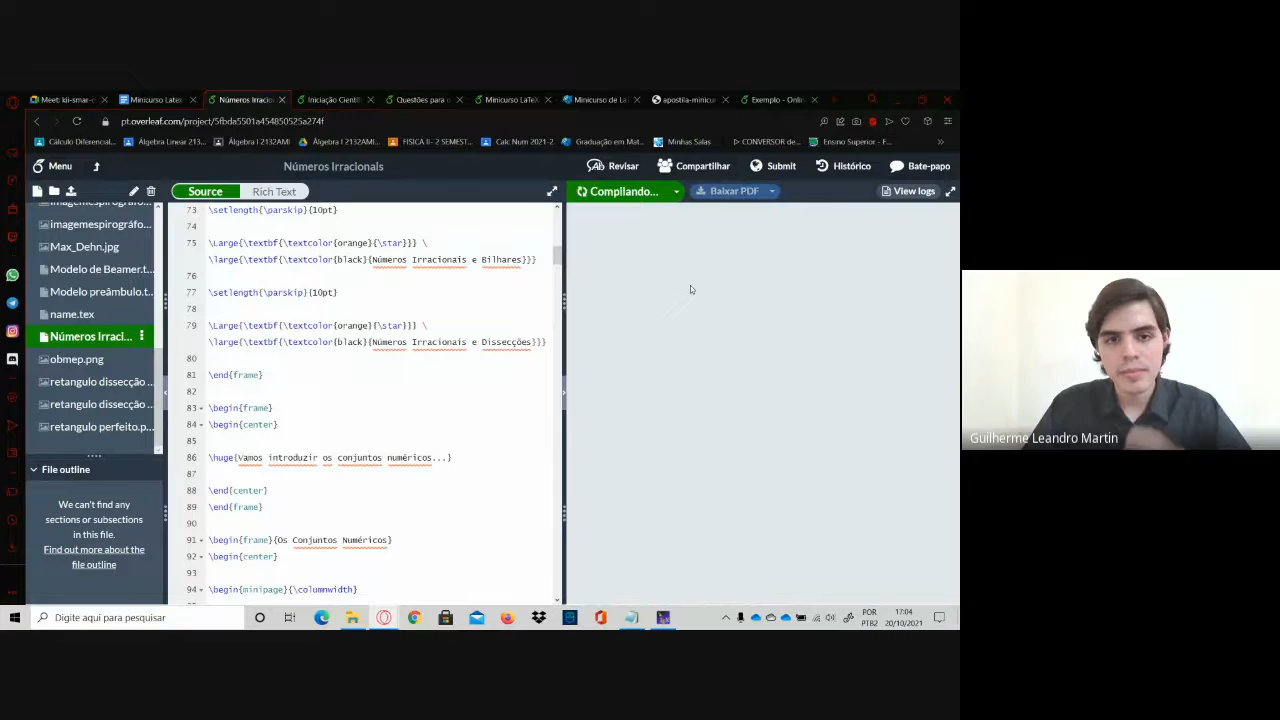 Meet: kii-smar-
Minicurso Latex
Números Irracio
Iniciação Científ
Questões para o
Minicurso LaTeX
Minicurso de LaT
apostila-minicur
Exemplo - Onli
pt.overleaf.com/project/5fbda5501a454850525a274f
Cálculo Diferencial...
Álgebra Linear 213...
Álgebra I 2132AMI...
Álgebra I 2132AMI...
FISICA II- 2 SEMEST...
Calc Num 2021-2
Graduação em Mat...
Minhas Salas
CONVERSOR de...
Ensino Superior - F...
Menu
Números Irracionais
Revisar
Compartilhar
Submit
Histórico
Bate-papo
Source
Rich Text
Compilando...
Baixar PDF
View logs
imagemespirográfo...
imagemespirográfo...
Max_Dehn.jpg
Modelo de Beamer.t...
Modelo preâmbulo.t...
name.tex
Números Irraci...
obmep.png
retangulo dissecção ...
retangulo dissecção ...
retangulo perfeito.p...
File outline
We can't find any
sections or subsections
in this file.
Find out more about the
file outline
73 \setlength{\parskip}{10pt}
74
75 \Large{\textbf{\textcolor{orange}{\star}}} \
\large{\textbf{\textcolor{black}{Números Irracionais e Bilhares}}}
76
77 \setlength{\parskip}{10pt}
78
79 \Large{\textbf{\textcolor{orange}{\star}}} \
\large{\textbf{\textcolor{black}{Números Irracionais e Dissecções}}}
80
81 \end{frame}
82
83 \begin{frame}
84 \begin{center}
85
86 \huge{Vamos introduzir os conjuntos numéricos...}
87
88 \end{center}
89 \end{frame}
90
91 \begin{frame}{Os Conjuntos Numéricos}
92 \begin{center}
93
94 \begin{minipage}{\columnwidth}
Guilherme Leandro Martin
Digite aqui para pesquisar
POR
PTB2
17:04
20/10/2021